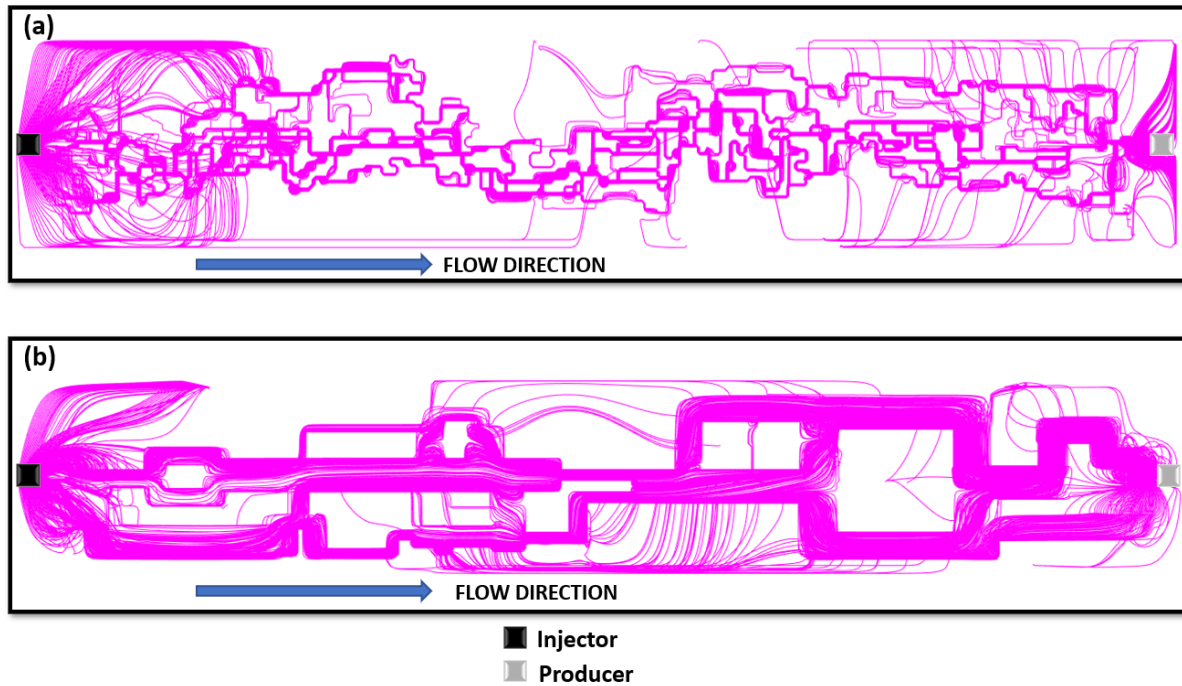 (a)
FLOW DIRECTION
(b)
FLOW DIRECTION
Injector
Producer